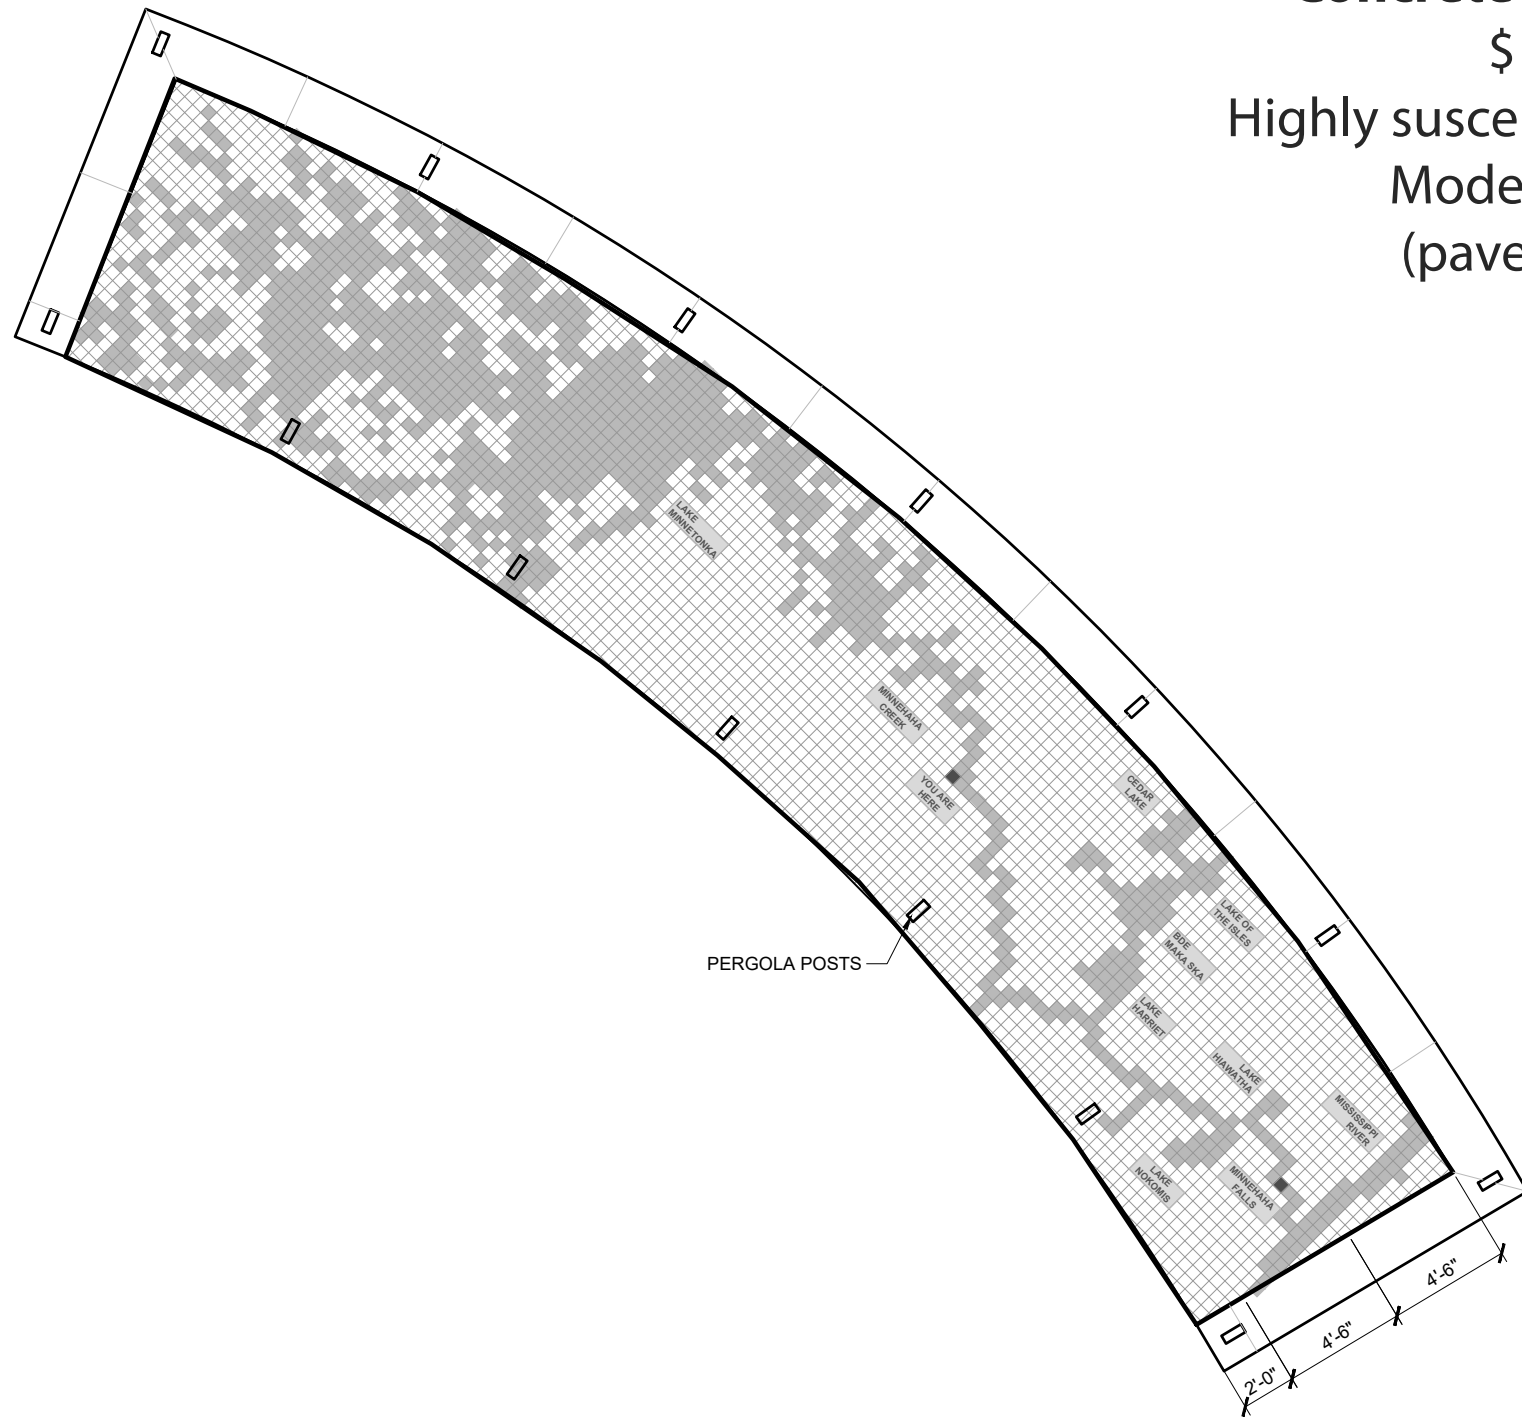 $
Highly susce
Mode
(pave
LAKE
MINNETONKA
MINNEHAHA
CREEK
YOU ARE
HERE
CEDAR
LAKE
LAKE OF
THE ISLES
BDE
MAKA SKA
PERGOLA POSTS
LAKE
HARRIET
LAKE
HIAWATHA
MISSISSIPPI
RIVER
LAKE
NOKOMIS
MINNEHAHA
FALLS
4'-6"
4'-6"
2'-0"